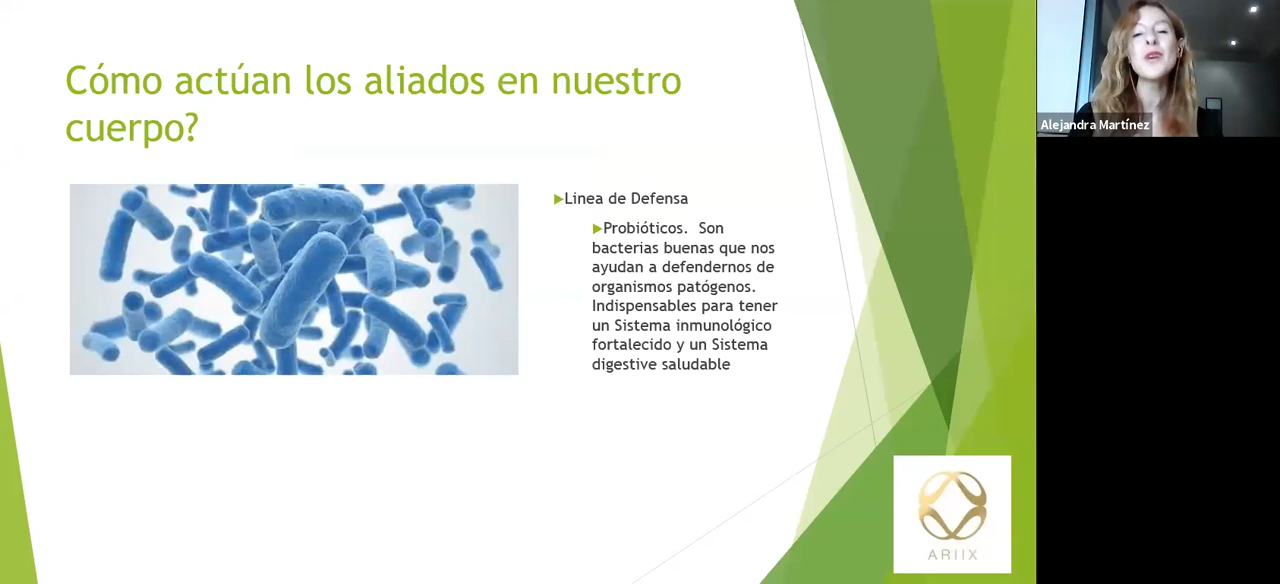 Cómo actúan los aliados en nuestro
cuerpo?
Linea de Defensa
Probióticos. Son
bacterias buenas que nos
ayudan a defendernos de
organismos patógenos.
Indispensables para tener
un Sistema inmunológico
fortalecido y un Sistema
digestive saludable
ARIIX
Alejandra Martínez